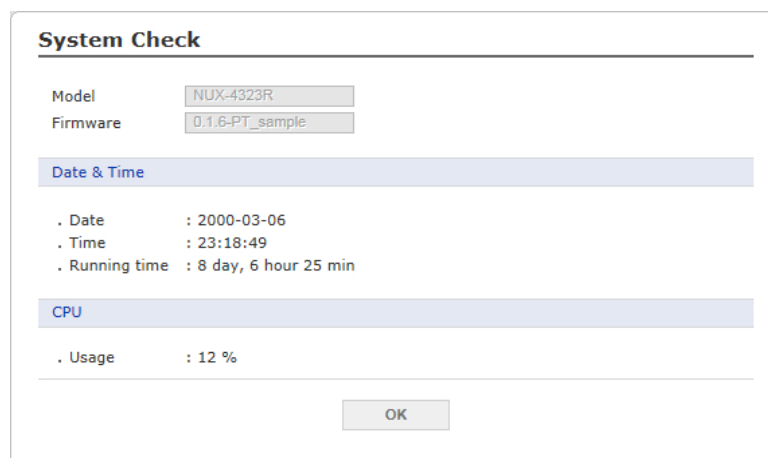 System Check
Model NUX-4323R
Firmware 0.1.6-PT_sample
Date & Time
. Date : 2000-03-06
. Time : 23:18:49
. Running time : 8 day, 6 hour 25 min
CPU
. Usage : 12 %
OK